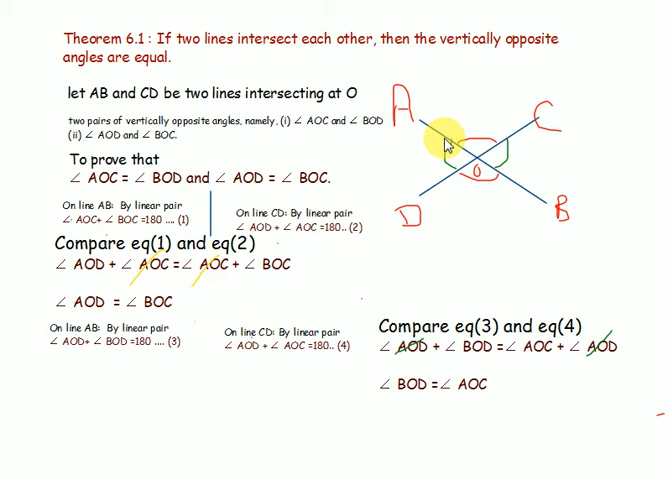 Theorem 6.1 : If two lines intersect each other, then the vertically opposite
angles are equal.
let AB and CD be two lines intersecting at O
two pairs of vertically opposite angles, namely, (i) ∠ AOC and ∠ BOD
(ii) ∠ AOD and ∠ BOC.
To prove that
∠ AOC = ∠ BOD and ∠ AOD = ∠ BOC.
On line AB: By linear pair
∠· AOC+ ∠ BOC=180 .... (1)
On line CD: By linear pair
∠ AOD + ∠ AOC =180.. (2)
Compare eq(1) and eq(2)
∠ AOD + ∠ AOC =∠ AOC + ∠ BOC
∠ AOD = ∠ BOC
On line AB: By linear pair
∠ AOD+ ∠ BOD =180 .... (3)
On line CD: By linear pair
∠ AOD + ∠ AOC =180.. (4)
Compare eq(3) and eq(4)
∠ AOD + ∠ BOD =∠ AOC + ∠ AOD
∠ BOD =∠ AOC
A
C
O
D
B